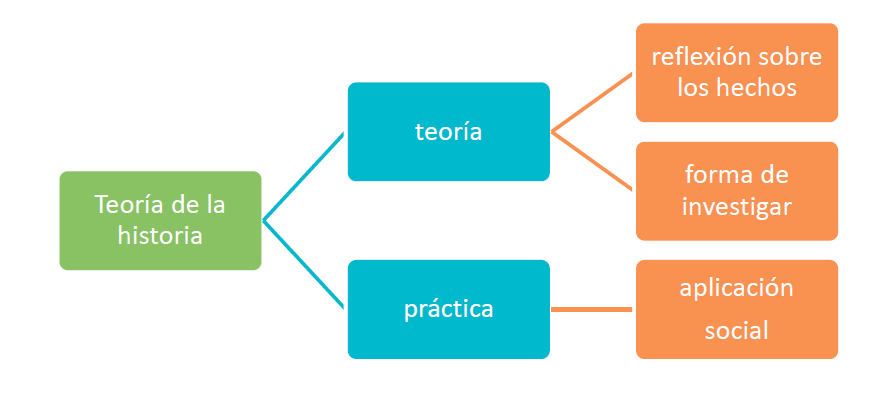 Teoría de la
historia
teoría
reflexión sobre
los hechos
forma de
investigar
práctica
aplicación
social